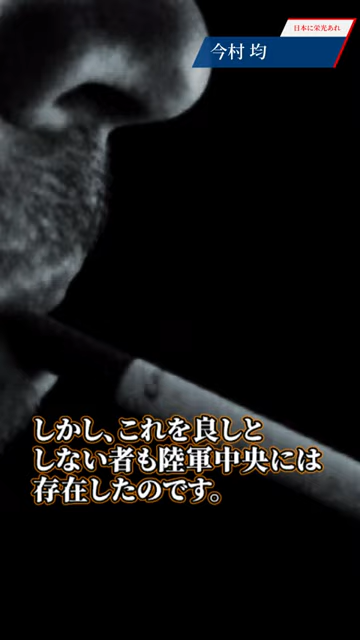 日本に栄光あれ
今村 均
しかし、これを良しと
しない者も陸軍中央には
存在したのです。